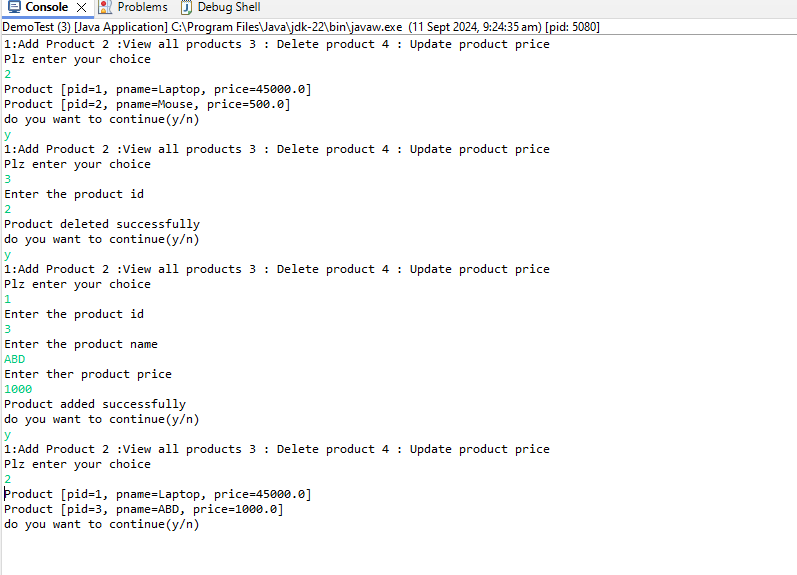 Console Problems Debug Shell
DemoTest (3) [Java Application] C:\Program Files\Java\jdk-22\bin\javaw.exe (11 Sept 2024, 9:24:35 am) [pid: 5080]
1:Add Product 2 :View all products 3 : Delete product 4 : Update product price
Plz enter your choice
2
Product [pid=1, pname=Laptop, price=45000.0]
Product [pid=2, pname=Mouse, price=500.0]
do you want to continue(y/n)
y
1:Add Product 2 :View all products 3 : Delete product 4 : Update product price
Plz enter your choice
3
Enter the product id
2
Product deleted successfully
do you want to continue(y/n)
y
1:Add Product 2 :View all products 3 : Delete product 4 : Update product price
Plz enter your choice
1
Enter the product id
3
Enter the product name
ABD
Enter ther product price
1000
Product added successfully
do you want to continue(y/n)
y
1:Add Product 2 :View all products 3 : Delete product 4 : Update product price
Plz enter your choice
2
Product [pid=1, pname=Laptop, price=45000.0]
Product [pid=3, pname=ABD, price=1000.0]
do you want to continue(y/n)